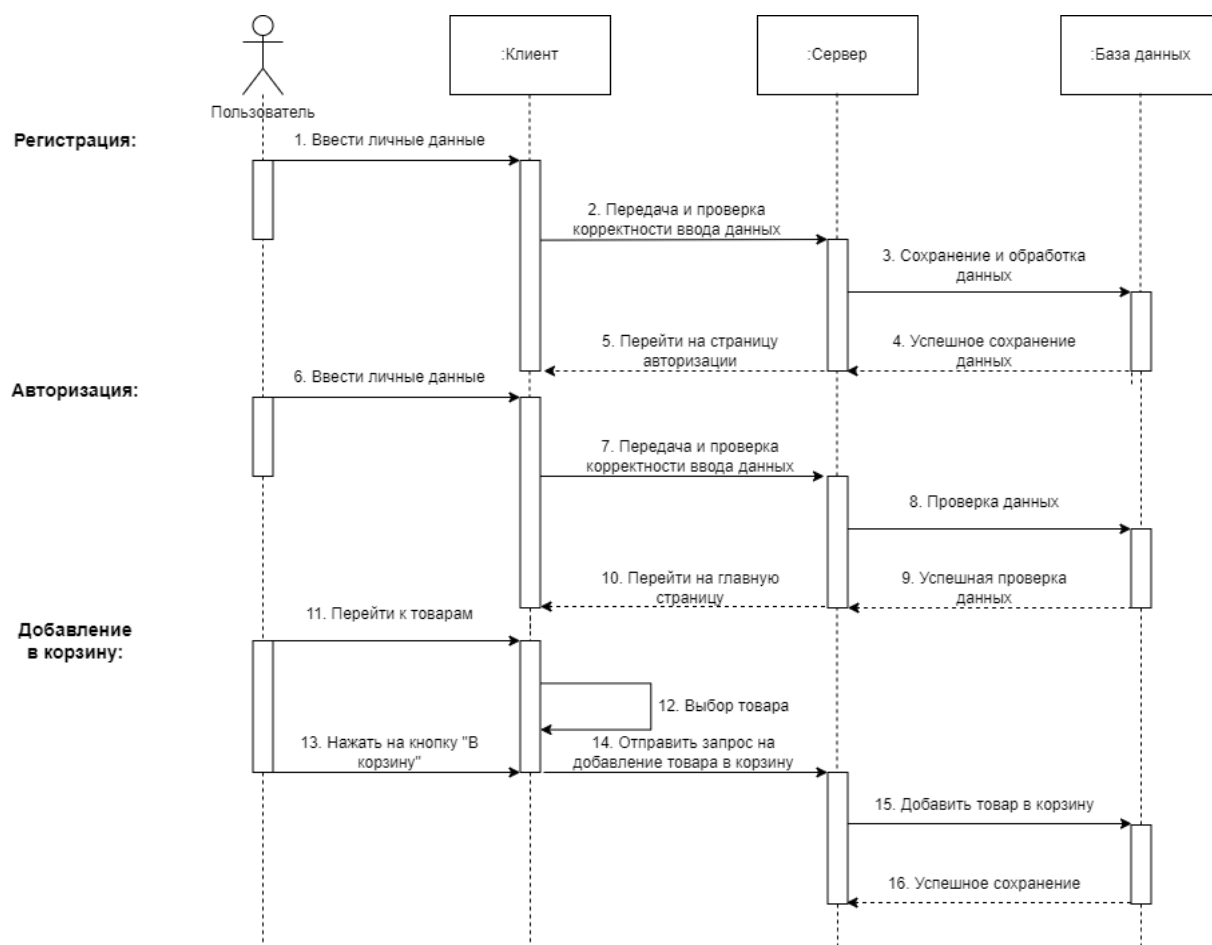 :Клиент
:Сервер
:База данных
Пользователь
Регистрация:
1. Ввести личные данные
2. Передача и проверка
корректности ввода данных
3. Сохранение и обработка
данных
5. Перейти на страницу
авторизации
4. Успешное сохранение
данных
Авторизация:
6. Ввести личные данные
7. Передача и проверка
корректности ввода данных
8. Проверка данных
10. Перейти на главную
страницу
9. Успешная проверка
данных
Добавление
в корзину:
11. Перейти к товарам
12. Выбор товара
13. Нажать на кнопку "В
корзину"
14. Отправить запрос на
добавление товара в корзину
15. Добавить товар в корзину
16. Успешное сохранение